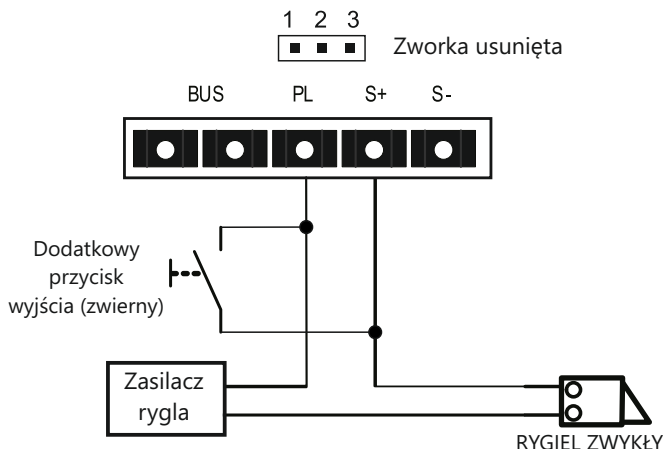 1 2 3
Zworka usunięta
BUS PL S+ S-
Dodatkowy
przycisk
wyjścia (zwierny)
Zasilacz
rygla
RYGIEL ZWYKŁY